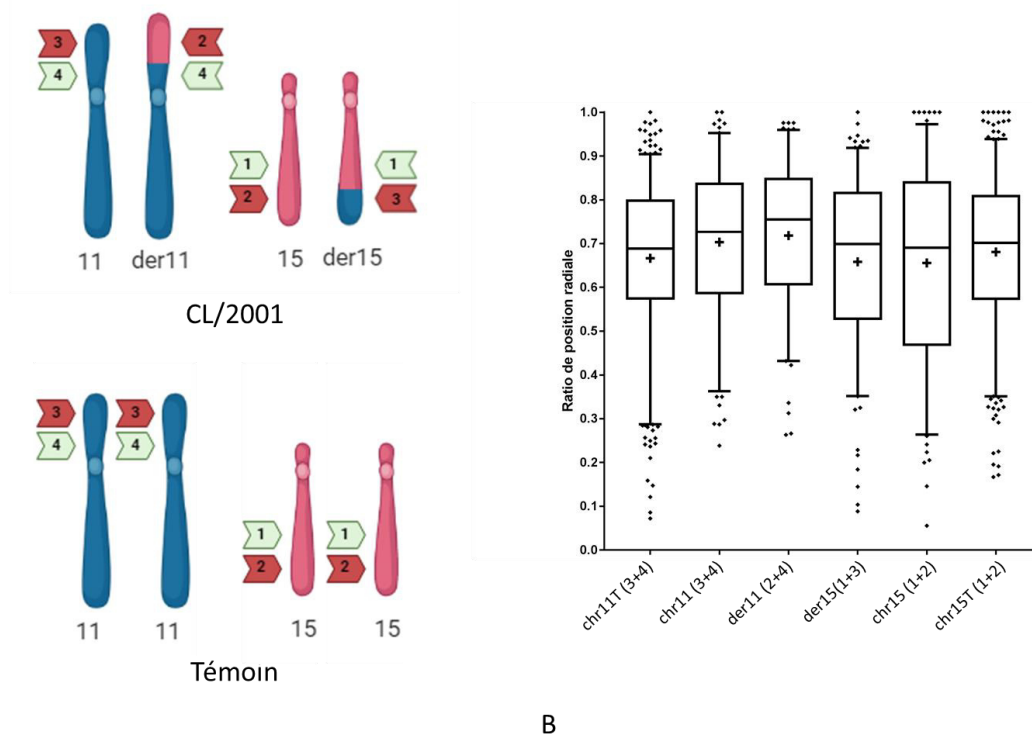 3
4
2
4
1
2
1
3
11
der11
15
der15
CL/2001
3
4
3
4
1
2
1
2
11
11
15
15
Témoın
Ratio de position radiale
1.0
0.9
0.8
0.7
0.6
0.5
0.4
0.3
0.2
0.1
0.0
chr11T (3+4)
chr11 (3+4)
der11 (2+4)
der15(1+3)
chr15 (1+2)
chr15T (1+2)
B